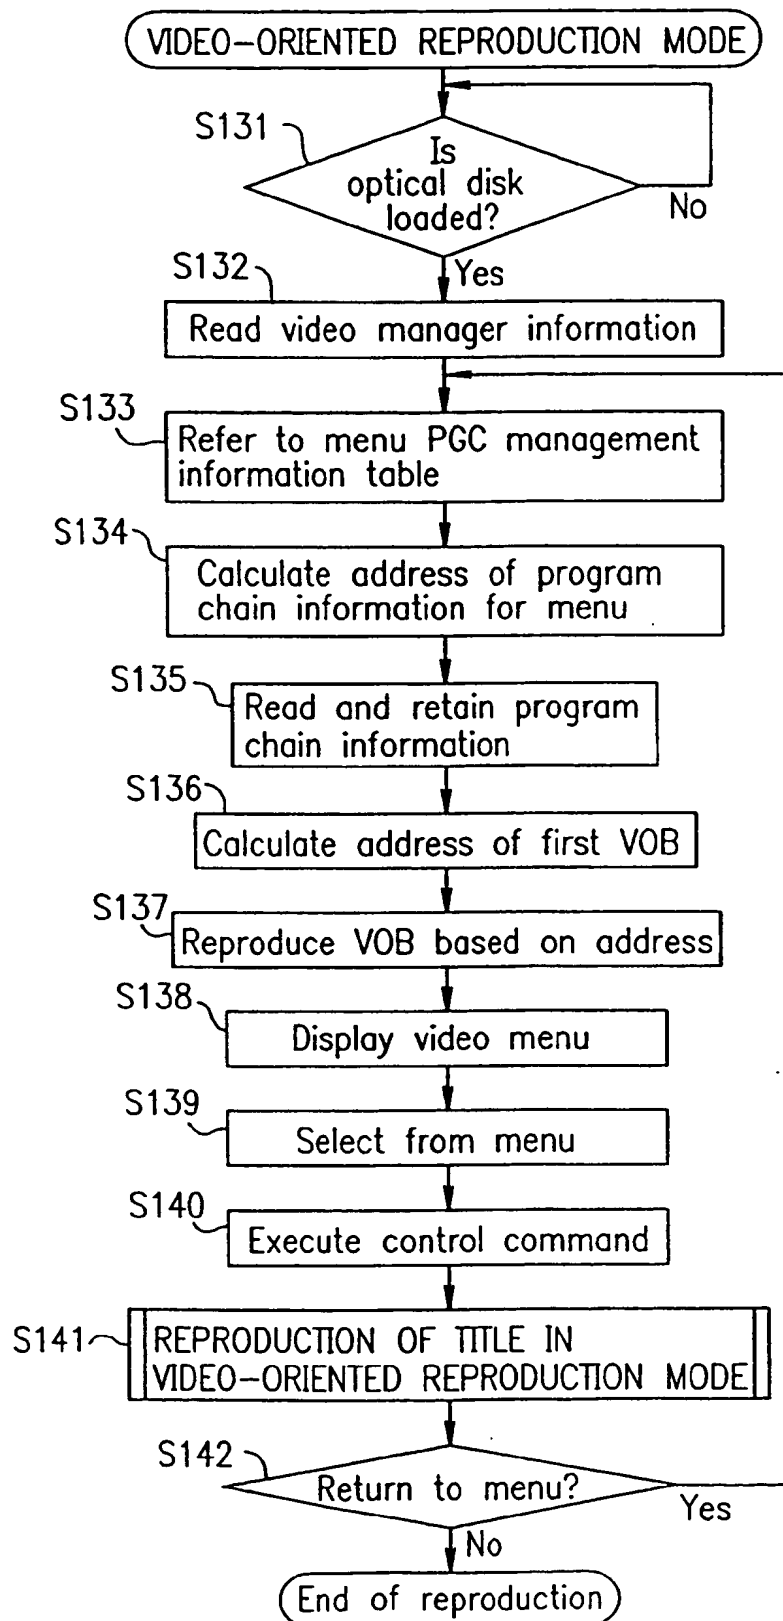 VIDEO-ORIENTED REPRODUCTION MODE
S131
Is
optical disk
loaded?
No
Yes
S132
Read video manager information
S133
Refer to menu PGC management
information table
S134
Calculate address of program
chain information for menu
S135
Read and retain program
chain information
S136
Calculate address of first VOB
S137
Reproduce VOB based on address
S138
Display video menu
S139
Select from menu
S140
Execute control command
S141
REPRODUCTION OF TITLE IN
VIDEO-ORIENTED REPRODUCTION MODE
S142
Return to menu?
Yes
No
End of reproduction